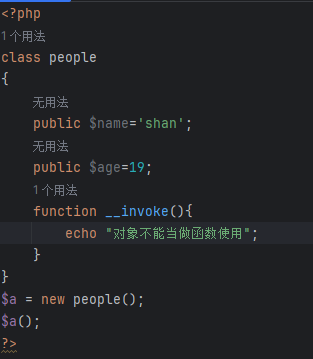 <?php
1 个用法
class people
{
无用法
public $name='shan';
无用法
public $age=19;
1 个用法
function __invoke(){
echo "对象不能当做函数使用";
}
}
$a = new people();
$a();
?>